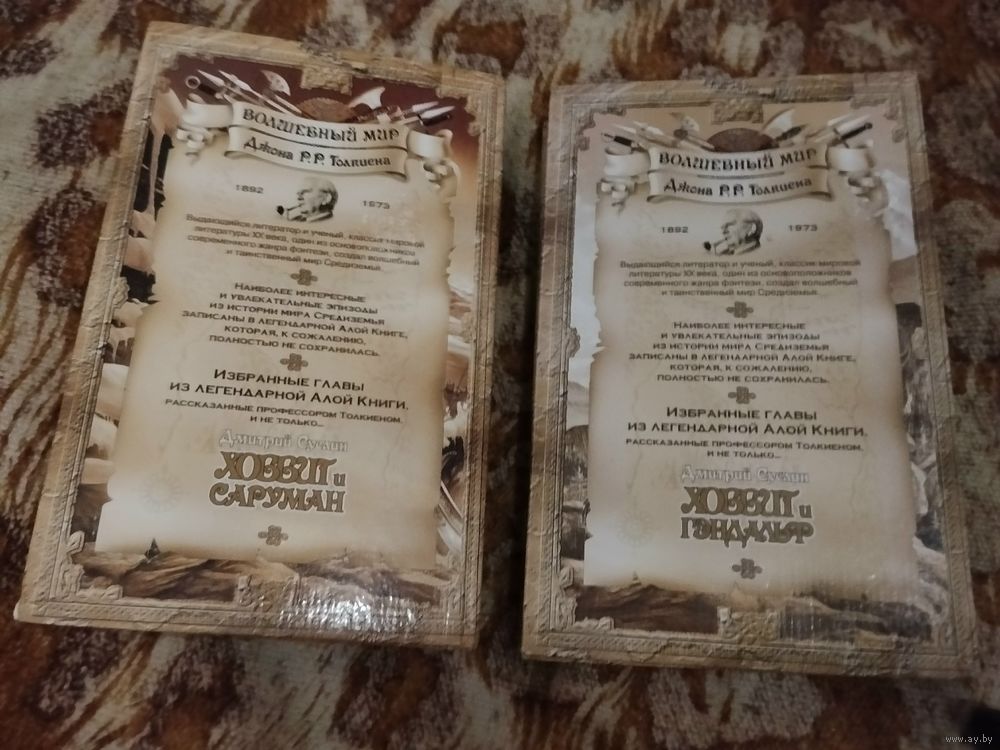 ВОЛШЕБНЫЙ МИР
Джона Р. Р. Толкиена
1892
1973
Выдающийся литератор и ученый, классик мировой
литературы XX века, один из основоположников
современного жанра фэнтези, создал волшебный
и таинственный мир Средиземья...
Наиболее интересные
и увлекательные эпизоды
из истории мира Средиземья
записаны в легендарной Алой Книге,
которая, к сожалению,
полностью не сохранилась.
Избранные главы
из легендарной Алой Книги,
рассказанные профессором Толкиеном,
и не только...
Дмитрий Суслин
ХОББИТ и
САРУМАН
ВОЛШЕБНЫЙ МИР
Джона Р. Р. Толкиена
1892
1973
Выдающийся литератор и ученый, классик мировой
литературы XX века, один из основоположников
современного жанра фэнтези, создал волшебный
и таинственный мир Средиземья...
Наиболее интересные
и увлекательные эпизоды
из истории мира Средиземья
записаны в легендарной Алой Книге,
которая, к сожалению,
полностью не сохранилась.
Избранные главы
из легендарной Алой Книги,
рассказанные профессором Толкиеном,
и не только...
Дмитрий Суслин
ХОББИТ и
ГЭНДАЛЬФ
www.ay.by